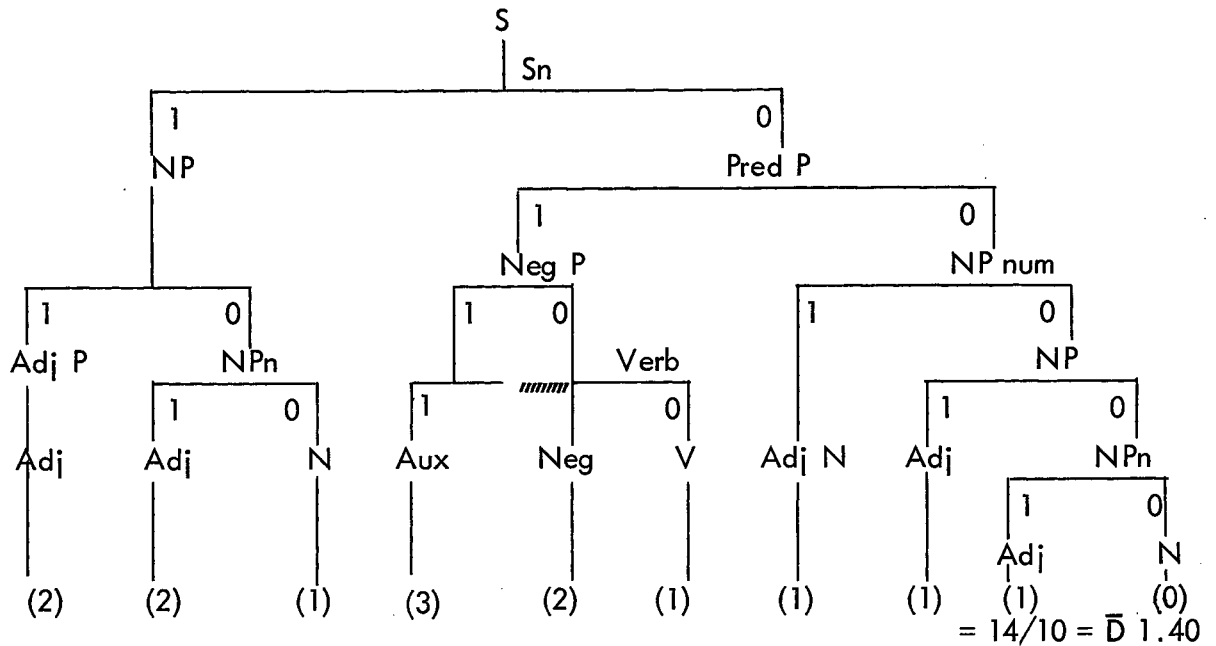 S
Sn
1 0
NP Pred P
1 0
Neg P NP num
1 0 1 0 1 0
Adj P NPn Verb NP
1 0 1 0 1 0
Adj Adj N Aux Neg V Adj N Adj NPn
1 0
Adj N
(2) (2) (1) (3) (2) (1) (1) (1) (1) (0)
= 14/10 = D̄ 1.40